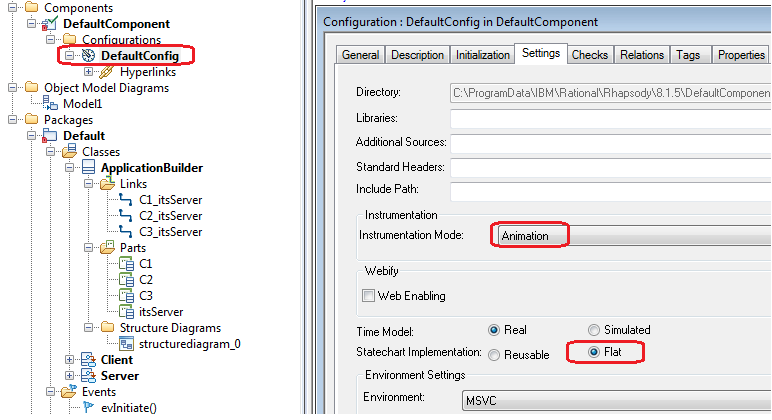 Components
DefaultComponent
Configurations
DefaultConfig
Hyperlinks
Object Model Diagrams
Model1
Packages
Default
Classes
ApplicationBuilder
Links
C1_itsServer
C2_itsServer
C3_itsServer
Parts
C1
C2
C3
itsServer
Structure Diagrams
structurediagram_0
Client
Server
Events
evInitiate()
Configuration : DefaultConfig in DefaultComponent
General Description Initialization Settings Checks Relations Tags Properties
Directory: C:\ProgramData\IBM\Rational\Rhapsody\8.1.5\DefaultComponen
Libraries:
Additional Sources:
Standard Headers:
Include Path:
Instrumentation
Instrumentation Mode: Animation
Webify
Web Enabling
Time Model: Real Simulated
Statechart Implementation: Reusable Flat
Environment Settings
Environment: MSVC